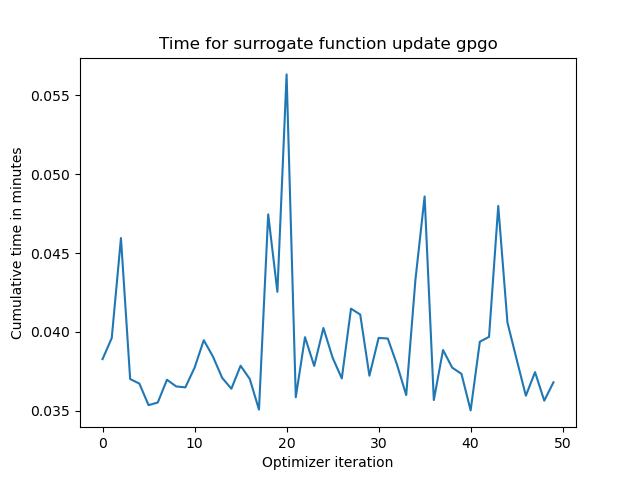 Time for surrogate function update gpgo
Cumulative time in minutes
0.055
0.050
0.045
0.040
0.035
0 10 20 30 40 50
Optimizer iteration